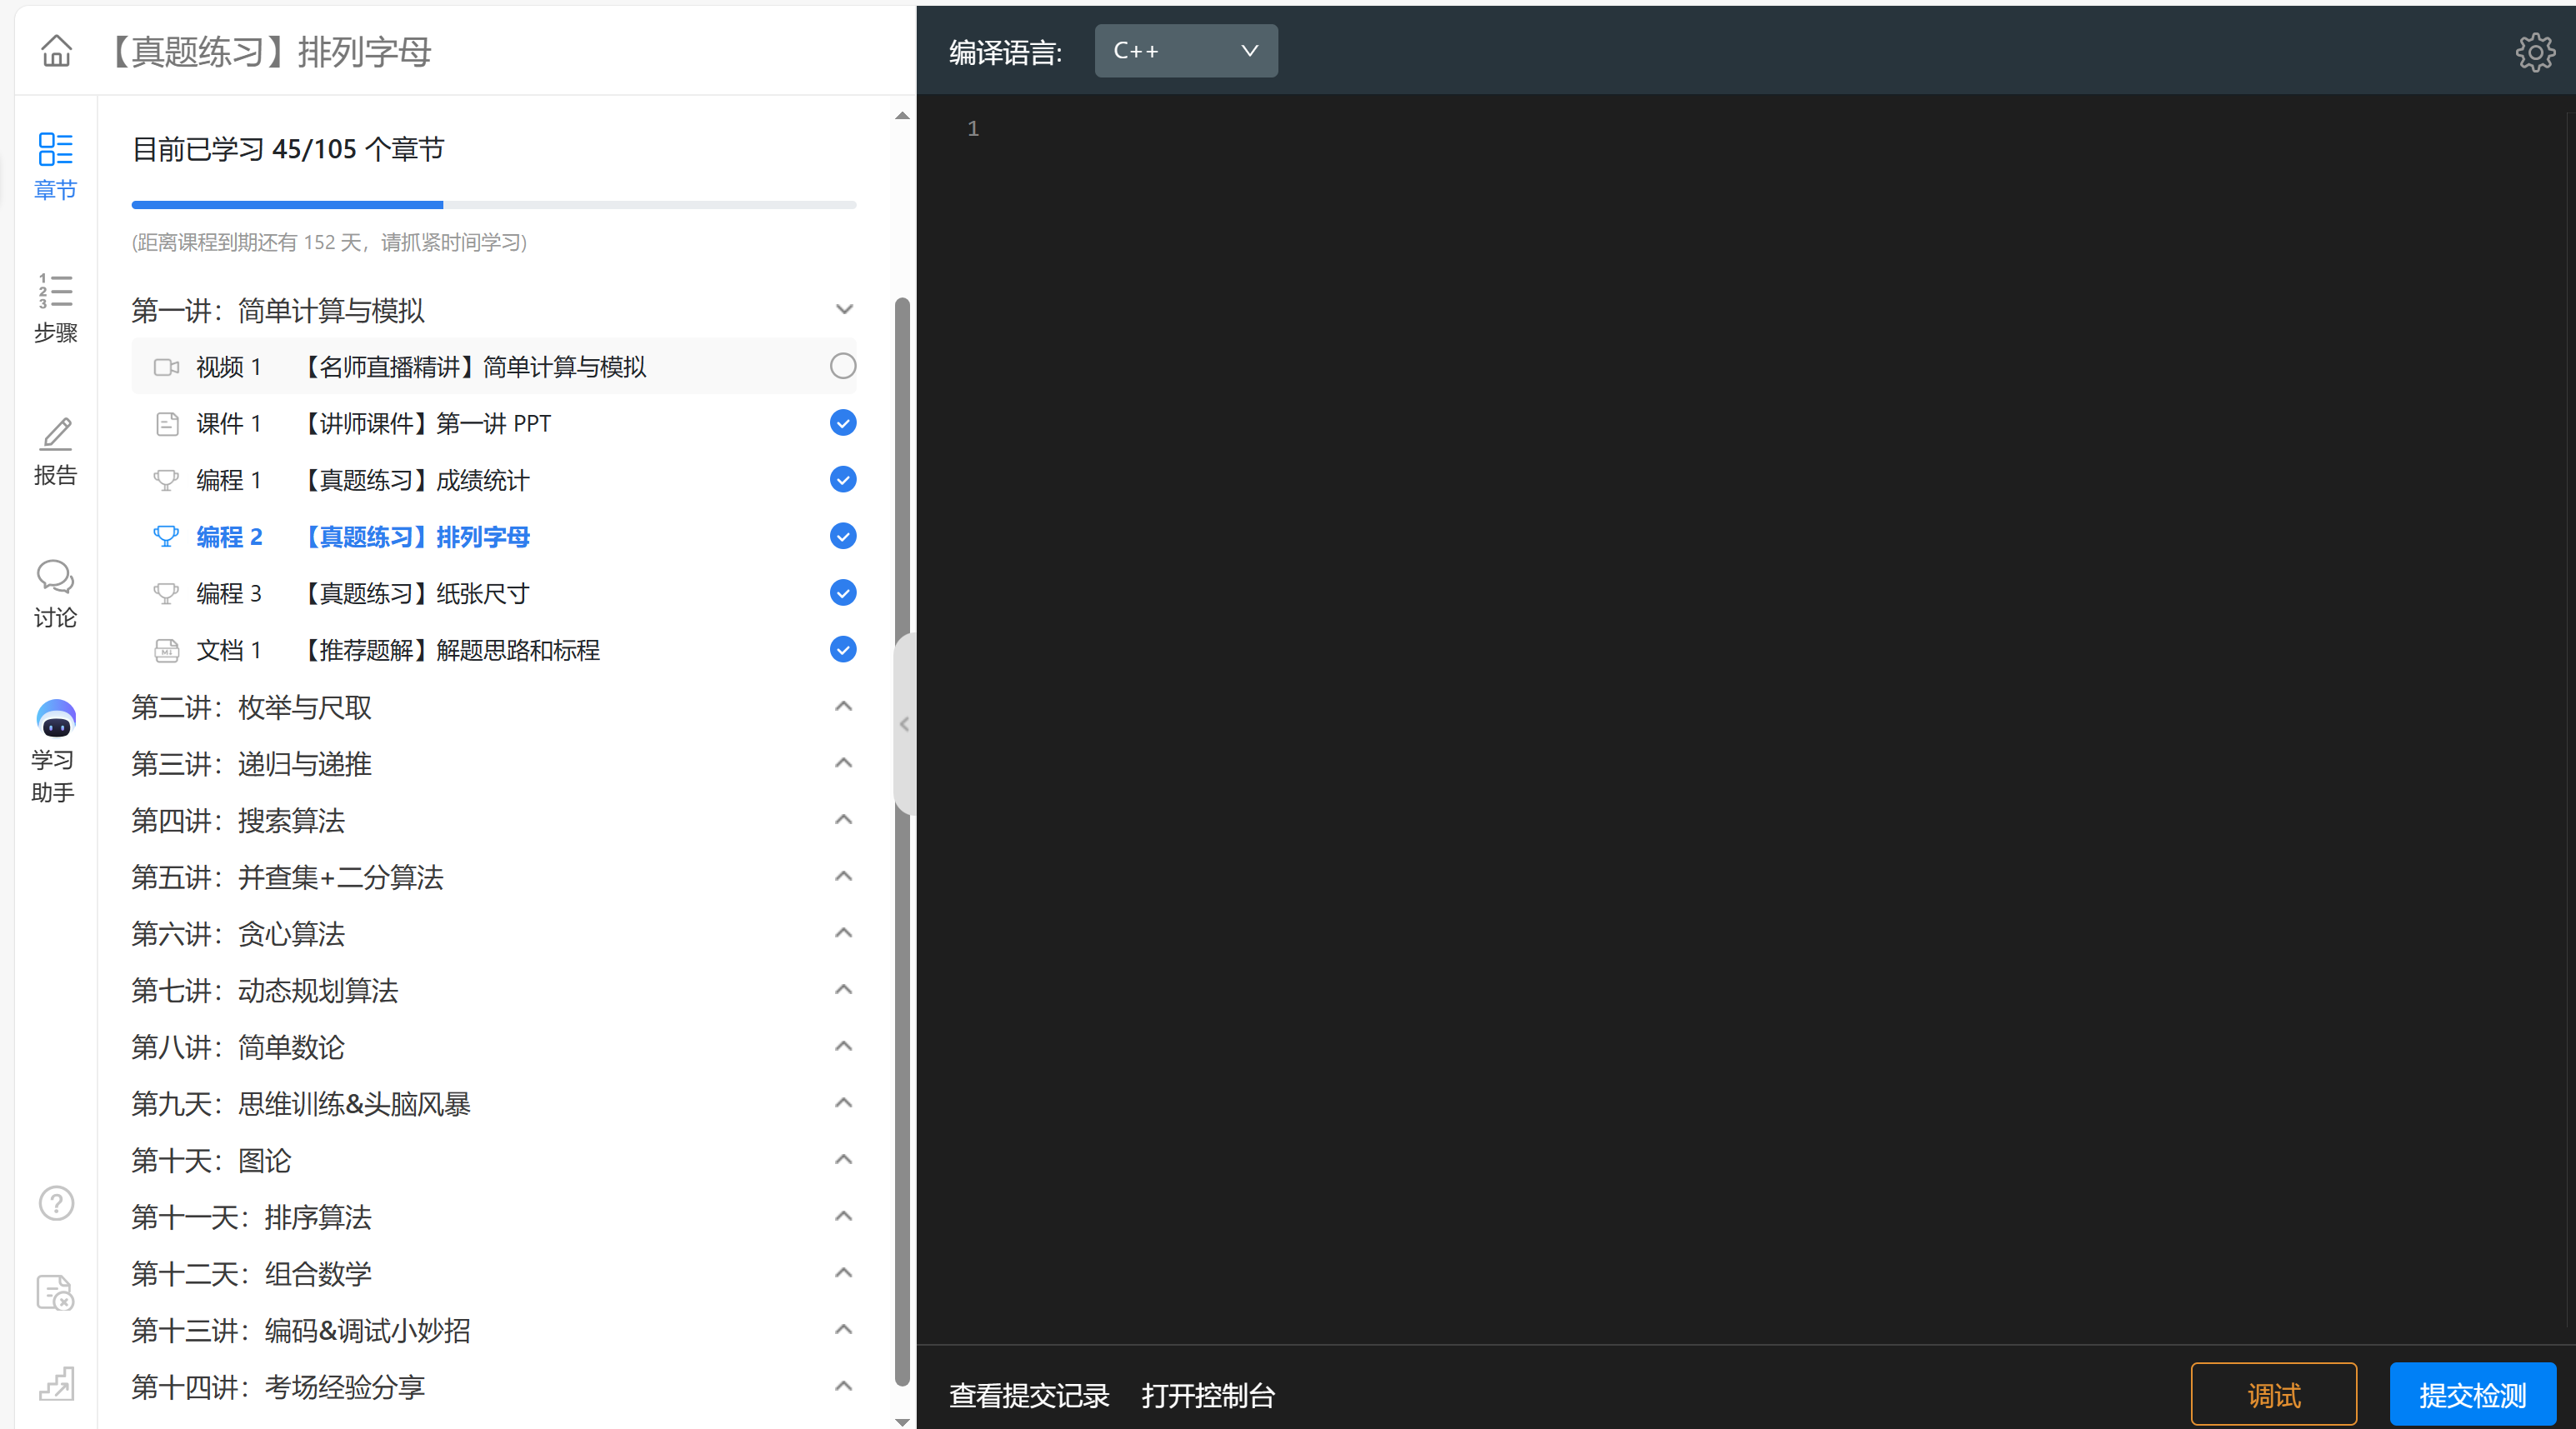 【真题练习】排列字母
章节
1
2
3
步骤
报告
讨论
学习
助手
目前已学习 45/105 个章节
(距离课程到期还有 152 天，请抓紧时间学习)
第一讲：简单计算与模拟
视频 1 【名师直播精讲】简单计算与模拟
课件 1 【讲师课件】第一讲 PPT
编程 1 【真题练习】成绩统计
编程 2 【真题练习】排列字母
编程 3 【真题练习】纸张尺寸
文档 1 【推荐题解】解题思路和标程
第二讲：枚举与尺取
第三讲：递归与递推
第四讲：搜索算法
第五讲：并查集+二分算法
第六讲：贪心算法
第七讲：动态规划算法
第八讲：简单数论
第九天：思维训练&头脑风暴
第十天：图论
第十一天：排序算法
第十二天：组合数学
第十三讲：编码&调试小妙招
第十四讲：考场经验分享
编译语言: C++
1
查看提交记录 打开控制台
调试
提交检测